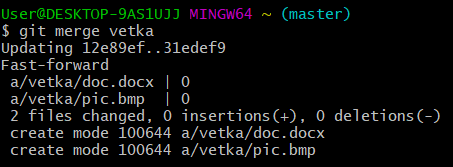 User@DESKTOP-9AS1UJJ MINGW64 ~ (master)
$ git merge vetka
Updating 12e89ef..31edef9
Fast-forward
 a/vetka/doc.docx | 0
 a/vetka/pic.bmp  | 0
 2 files changed, 0 insertions(+), 0 deletions(-)
 create mode 100644 a/vetka/doc.docx
 create mode 100644 a/vetka/pic.bmp